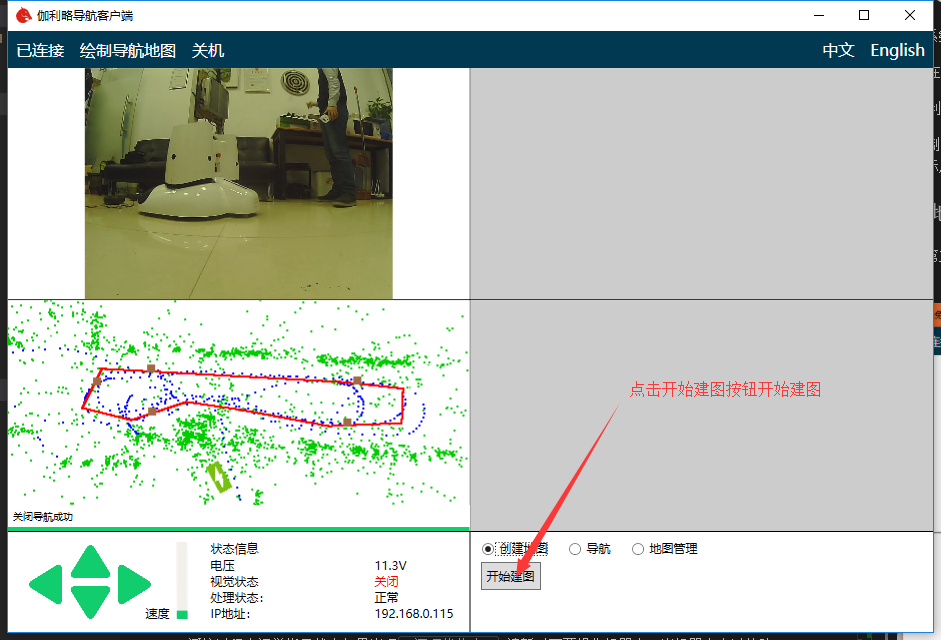 伽利略导航客户端
已连接 绘制导航地图 关机 中文 English
点击开始建图按钮开始建图
关闭导航成功
状态信息
电压 11.3V
视觉状态 关闭
处理状态: 正常
IP地址: 192.168.0.115
速度
创建地图 导航 地图管理
开始建图